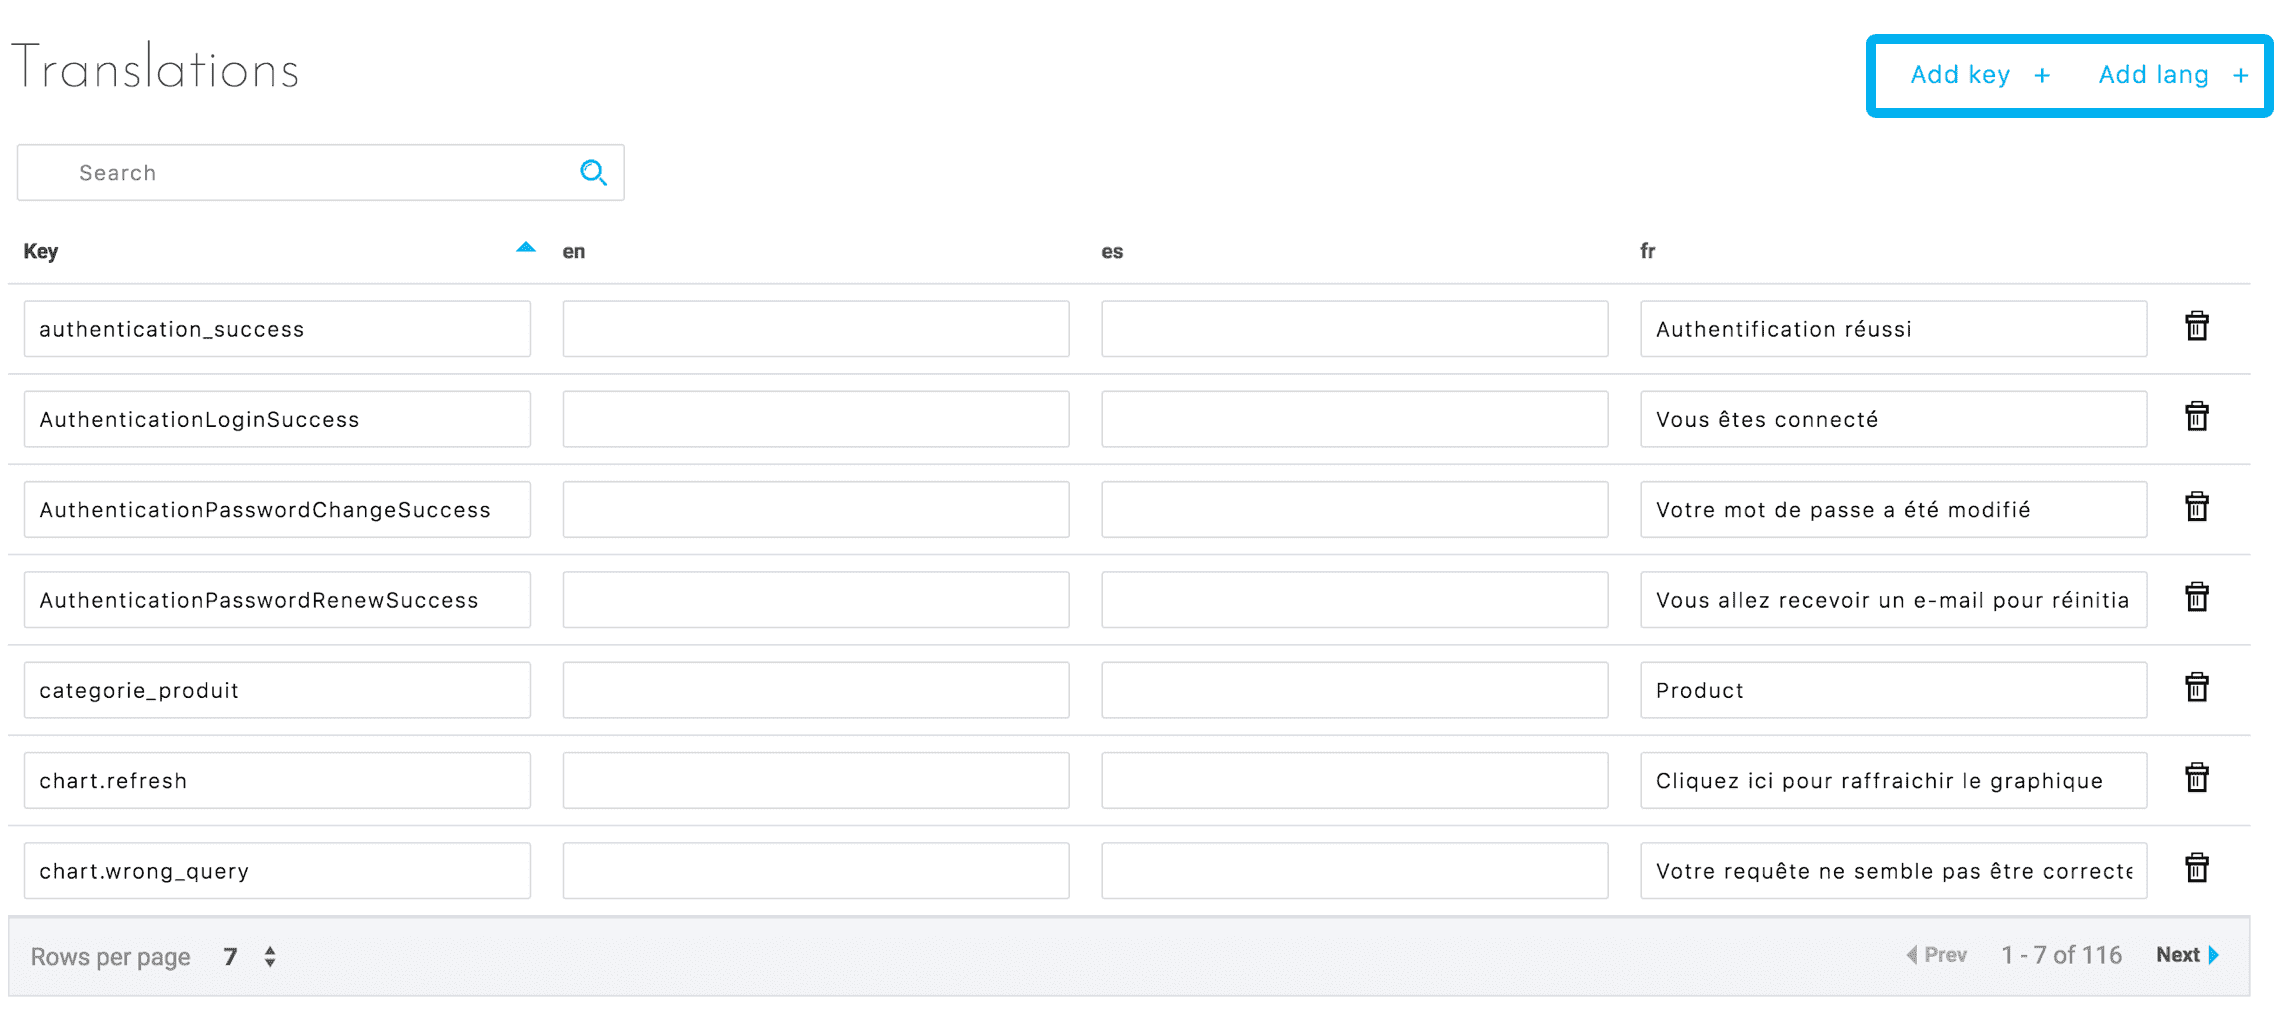 Translations
Add key + Add lang +
Search
Key en es fr
authentication_success Authentification réussi
AuthenticationLoginSuccess Vous êtes connecté
AuthenticationPasswordChangeSuccess Votre mot de passe a été modifié
AuthenticationPasswordRenewSuccess Vous allez recevoir un e-mail pour réinitia
categorie_produit Product
chart.refresh Cliquez ici pour raffraichir le graphique
chart.wrong_query Votre requête ne semble pas être correcte
Rows per page 7 Prev 1 - 7 of 116 Next